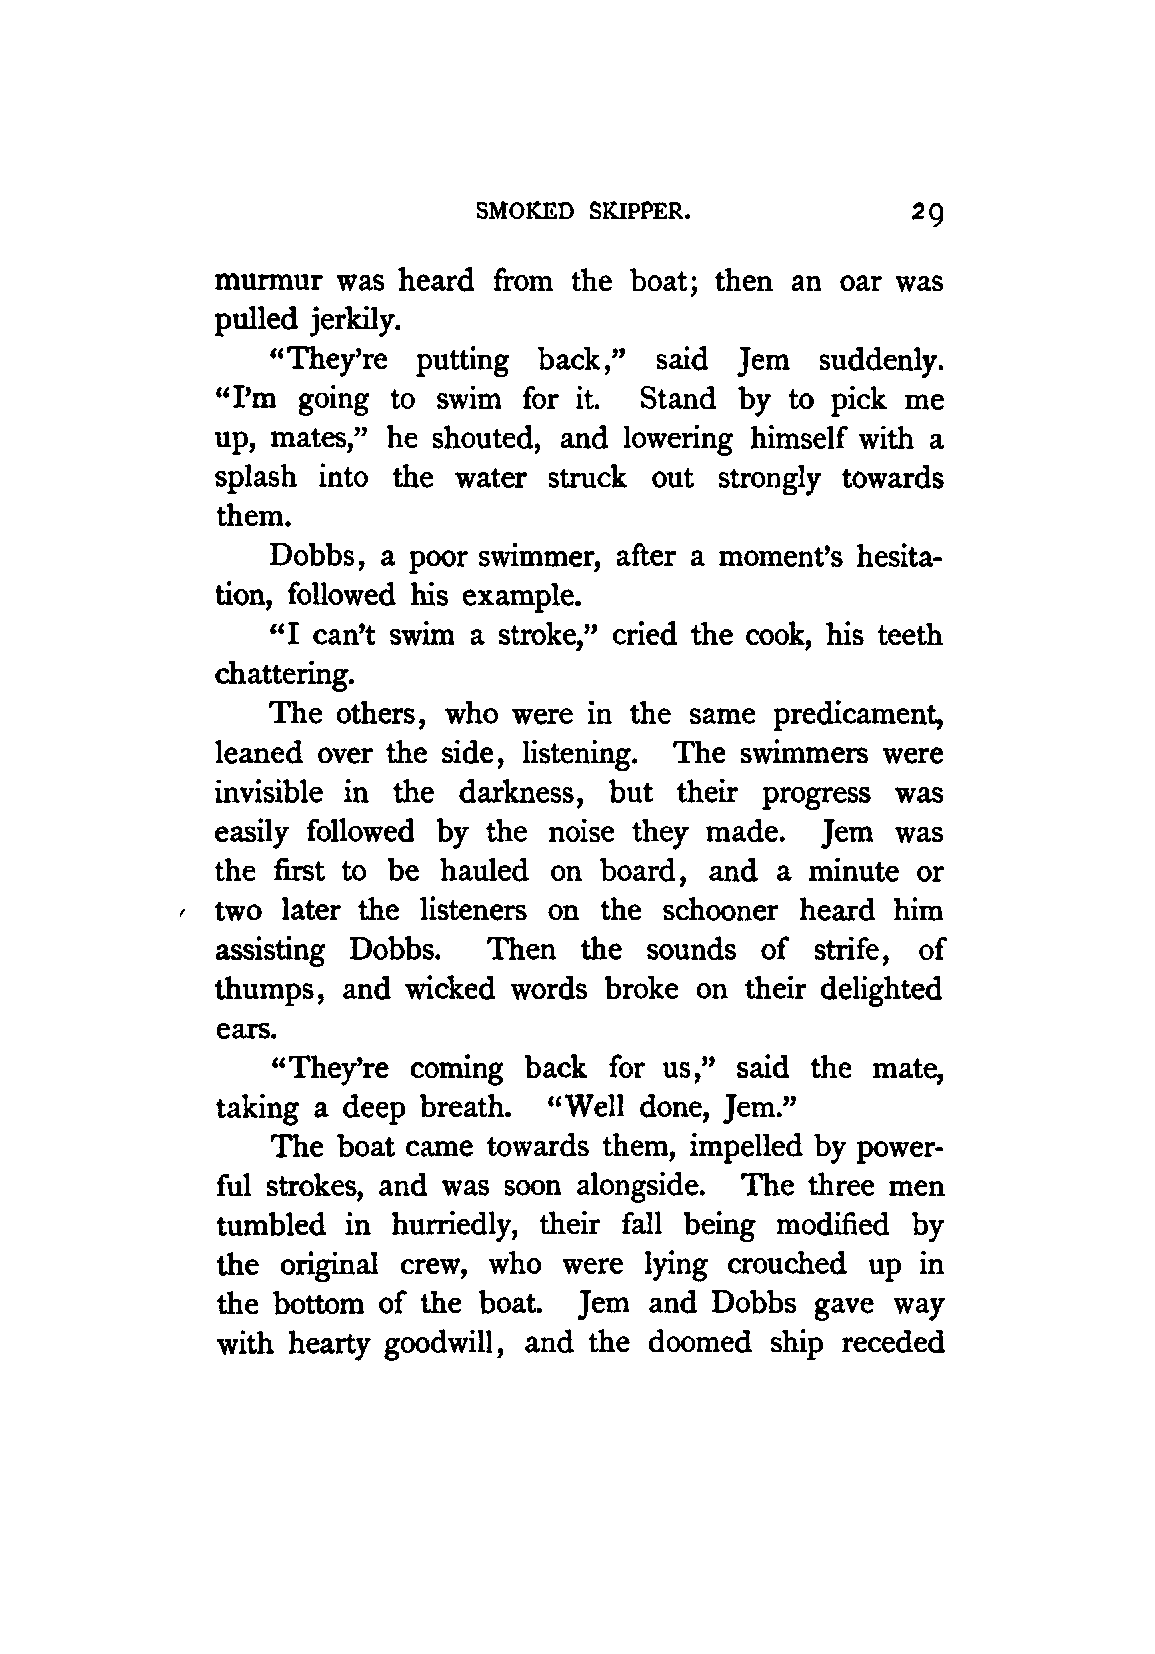 SMOKED SKIPPER. 29
murmur was heard from the boat; then an oar was
pulled jerkily.
“They’re putting back,” said Jem suddenly.
“I’m going to swim for it. Stand by to pick me
up, mates,” he shouted, and lowering himself with a
splash into the water struck out strongly towards
them.
Dobbs, a poor swimmer, after a moment’s hesita-
tion, followed his example.
“I can’t swim a stroke,” cried the cook, his teeth
chattering.
The others, who were in the same predicament,
leaned over the side, listening. The swimmers were
invisible in the darkness, but their progress was
easily followed by the noise they made. Jem was
the first to be hauled on board, and a minute or
two later the listeners on the schooner heard him
assisting Dobbs. Then the sounds of strife, of
thumps, and wicked words broke on their delighted
ears.
“They’re coming back for us,” said the mate,
taking a deep breath. “Well done, Jem.”
The boat came towards them, impelled by power-
ful strokes, and was soon alongside. The three men
tumbled in hurriedly, their fall being modified by
the original crew, who were lying crouched up in
the bottom of the boat. Jem and Dobbs gave way
with hearty goodwill, and the doomed ship receded